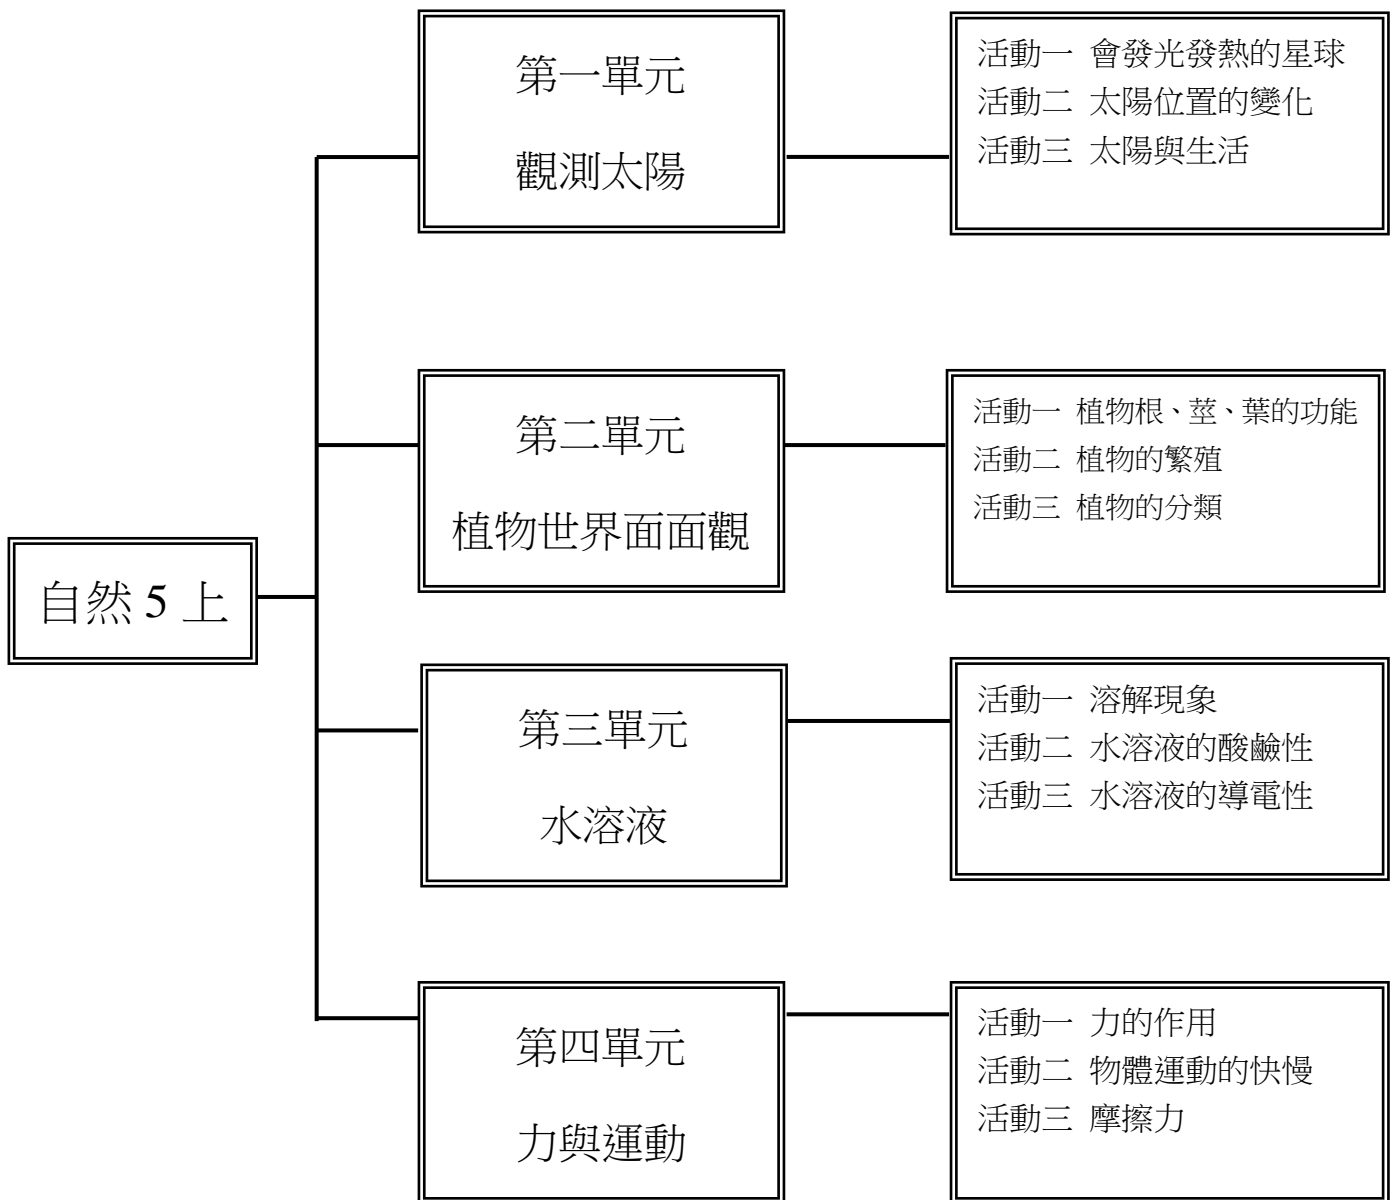 自然 5 上
第一單元
觀測太陽
活動一 會發光發熱的星球
活動二 太陽位置的變化
活動三 太陽與生活
第二單元
植物世界面面觀
活動一 植物根、莖、葉的功能
活動二 植物的繁殖
活動三 植物的分類
第三單元
水溶液
活動一 溶解現象
活動二 水溶液的酸鹼性
活動三 水溶液的導電性
第四單元
力與運動
活動一 力的作用
活動二 物體運動的快慢
活動三 摩擦力